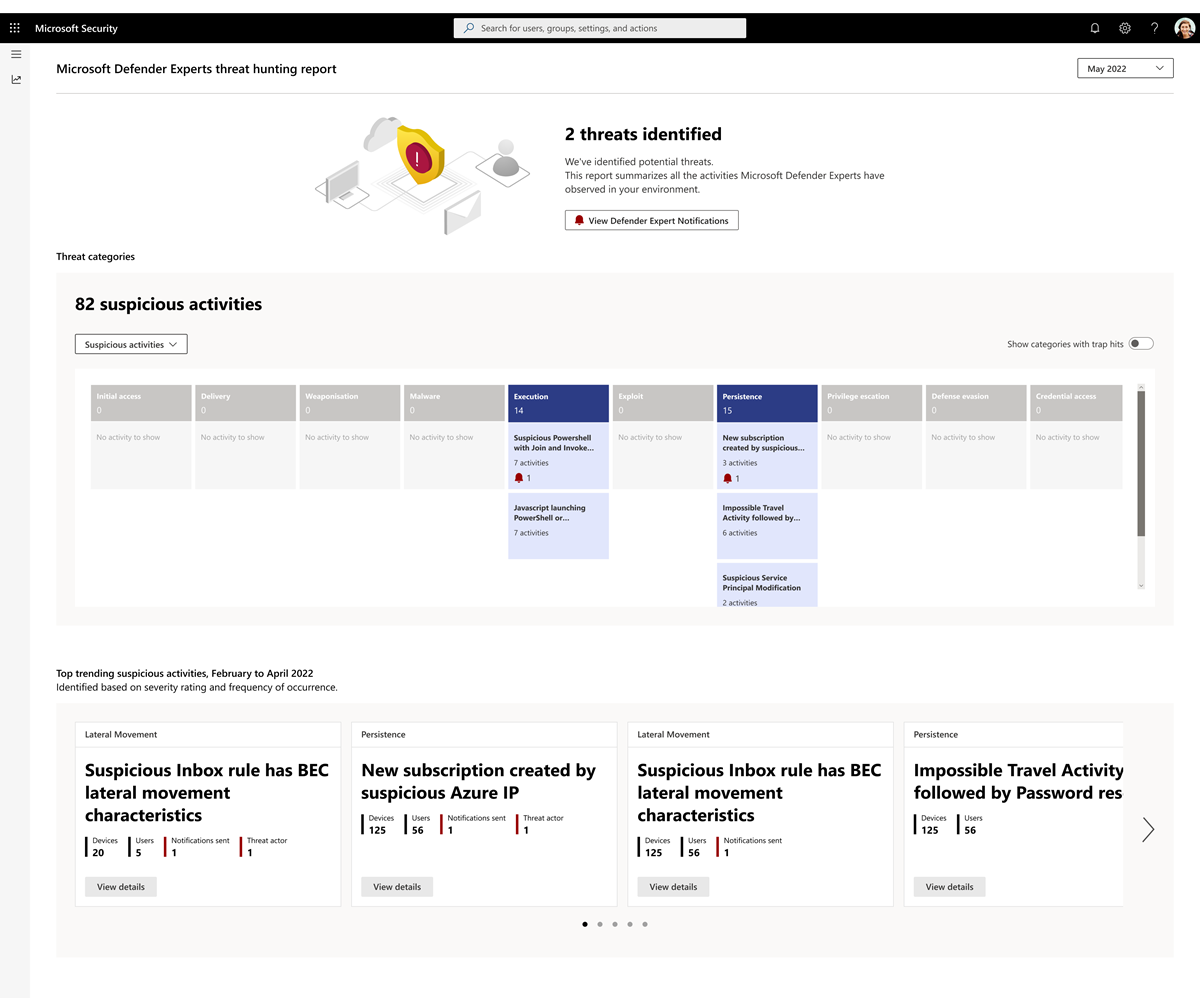 Microsoft Security
Search for users, groups, settings, and actions
?
Microsoft Defender Experts threat hunting report
May 2022
!
2 threats identified
We've identified potential threats.
This report summarizes all the activities Microsoft Defender Experts have
observed in your environment.
View Defender Expert Notifications
Threat categories
82 suspicious activities
Suspicious activities
Show categories with trap hits
Initial access
0
No activity to show
Delivery
0
No activity to show
Weaponisation
0
No activity to show
Malware
0
No activity to show
Execution
14
Suspicious Powershell
with Join and Invoke...
7 activities
1
Javascript launching
PowerShell or...
7 activities
Exploit
0
No activity to show
Persistence
15
New subscription
created by suspicious...
3 activities
1
Impossible Travel
Activity followed by...
6 activities
Suspicious Service
Principal Modification
2 activities
Privilege escation
0
No activity to show
Defense evasion
0
No activity to show
Credential access
0
No activity to show
Top trending suspicious activities, February to April 2022
Identified based on severity rating and frequency of occurrence.
Lateral Movement
Suspicious Inbox rule has BEC
lateral movement
characteristics
Devices Users Notifications sent Threat actor
20 5 1 1
View details
Persistence
New subscription created by
suspicious Azure IP
Devices Users Notifications sent Threat actor
125 56 1 1
View details
Lateral Movement
Suspicious Inbox rule has BEC
lateral movement
characteristics
Devices Users Notifications sent
125 56 1
View details
Persistence
Impossible Travel Activity
followed by Password res
Devices Users
125 56
View details